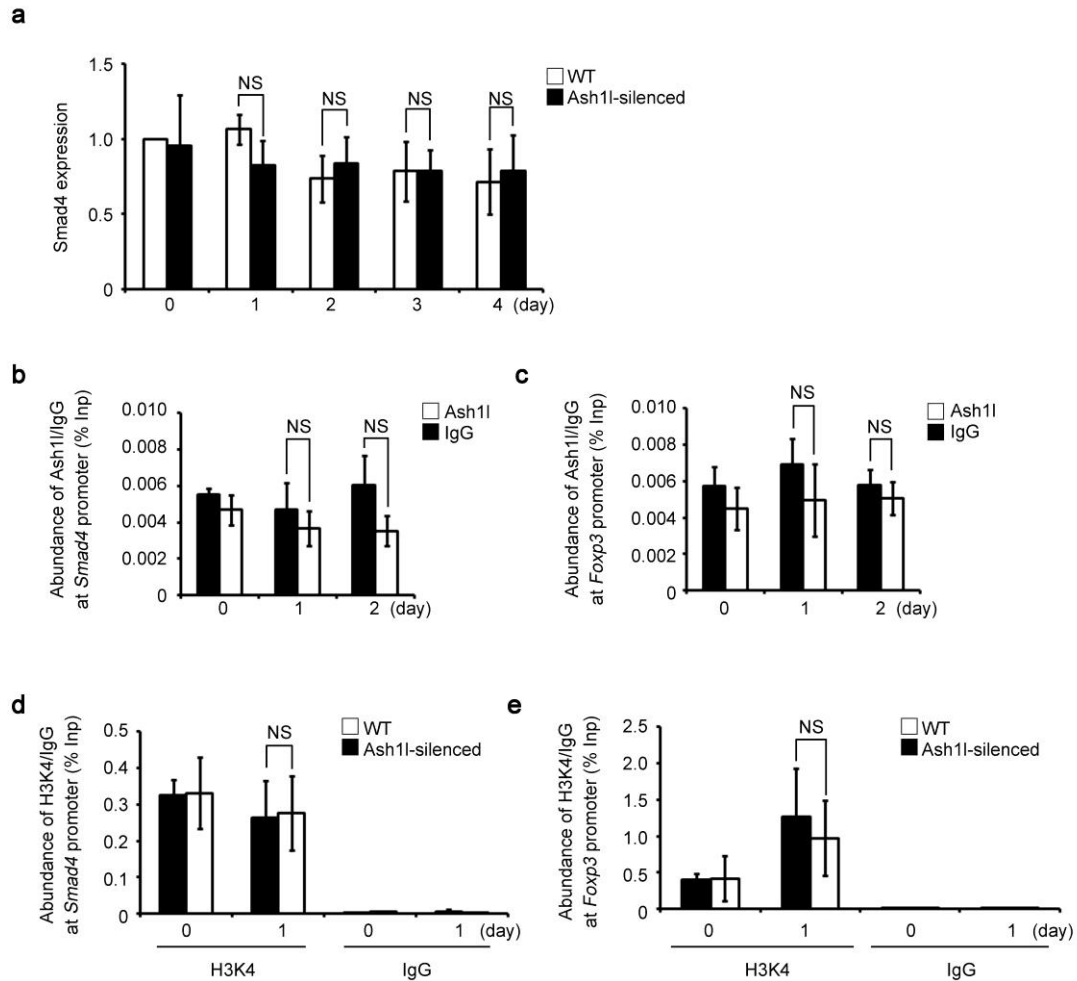 a
1.5
1.0
0.5
0
Smad4 expression
NS
NS
NS
NS
WT
Ash1l-silenced
0 1 2 3 4 (day)
b
Abundance of Ash1l/IgG
at Smad4 promoter (% Inp)
0.010
0.008
0.006
0.004
0.002
0
NS
NS
Ash1l
IgG
0 1 2 (day)
c
Abundance of Ash1l/IgG
at Foxp3 promoter (% Inp)
0.010
0.008
0.006
0.004
0.002
0
NS
NS
Ash1l
IgG
0 1 2 (day)
d
Abundance of H3K4/IgG
at Smad4 promoter (% Inp)
0.5
0.4
0.3
0.2
0.1
0
NS
WT
Ash1l-silenced
0 1 0 1 (day)
H3K4 IgG
e
Abundance of H3K4/IgG
at Foxp3 promoter (% Inp)
2.5
2.0
1.5
1.0
0.5
0
NS
WT
Ash1l-silenced
0 1 0 1 (day)
H3K4 IgG